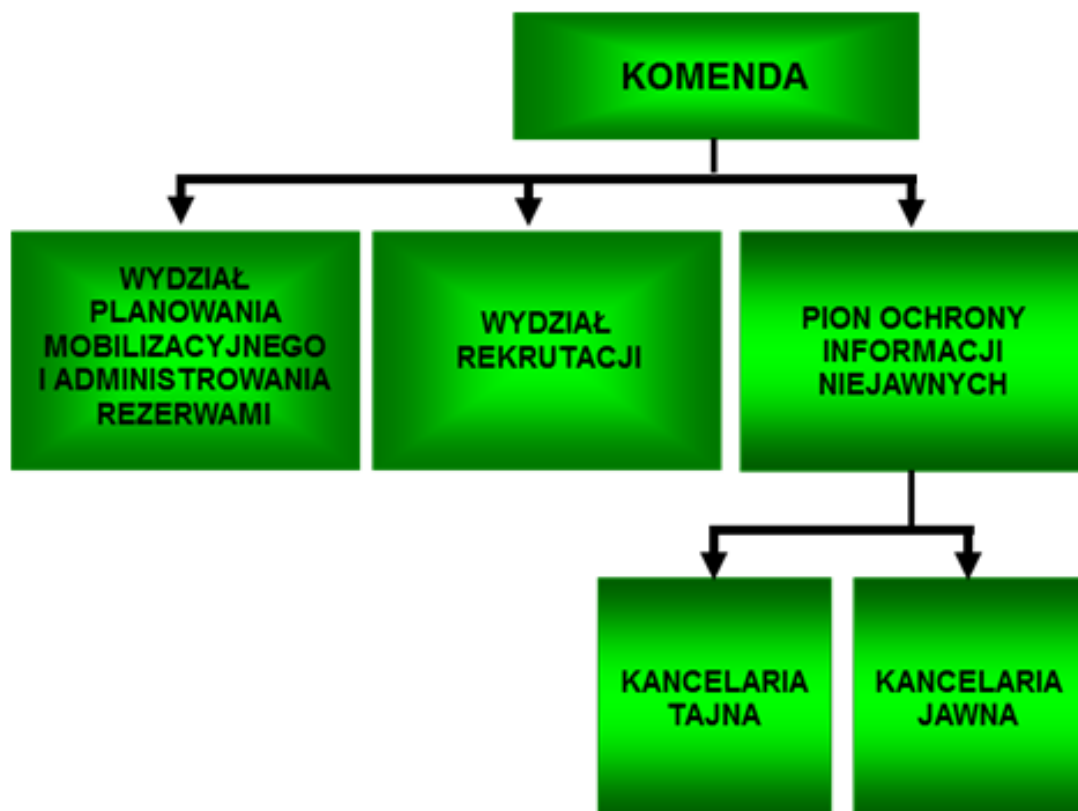 KOMENDA
WYDZIAŁ
PLANOWANIA
MOBILIZACYJNEGO
I ADMINISTROWANIA
REZERWAMI
WYDZIAŁ
REKRUTACJI
PION OCHRONY
INFORMACJI
NIEJAWNYCH
KANCELARIA
TAJNA
KANCELARIA
JAWNA